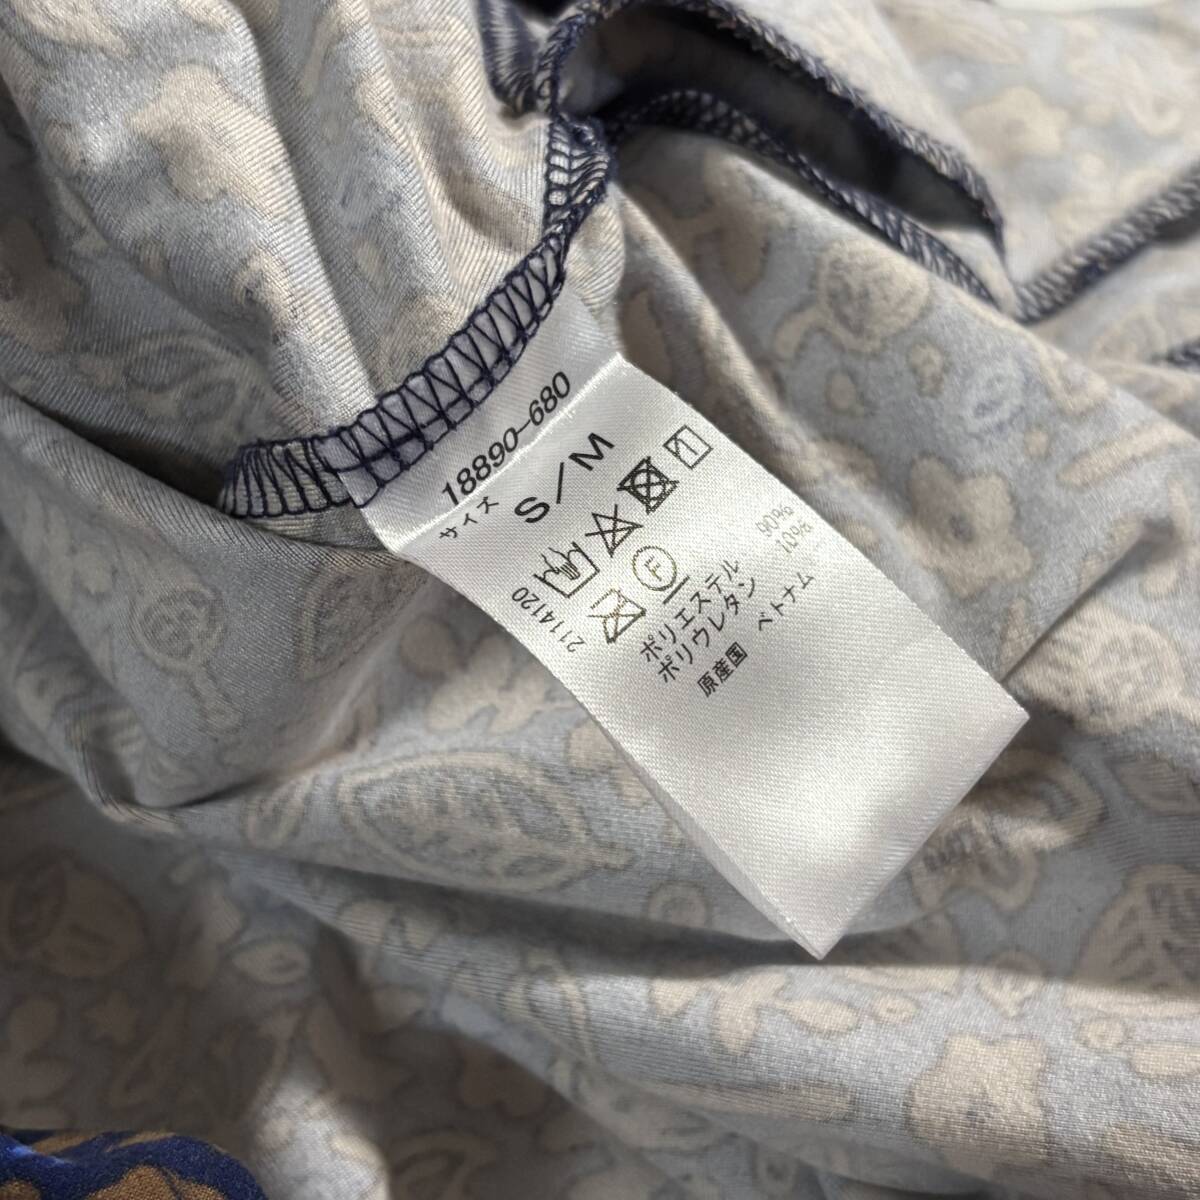 18890-680
サイズ
S/M
2114120
F
ポリエステル 90%
ポリウレタン 10%
原産国 ベトナム